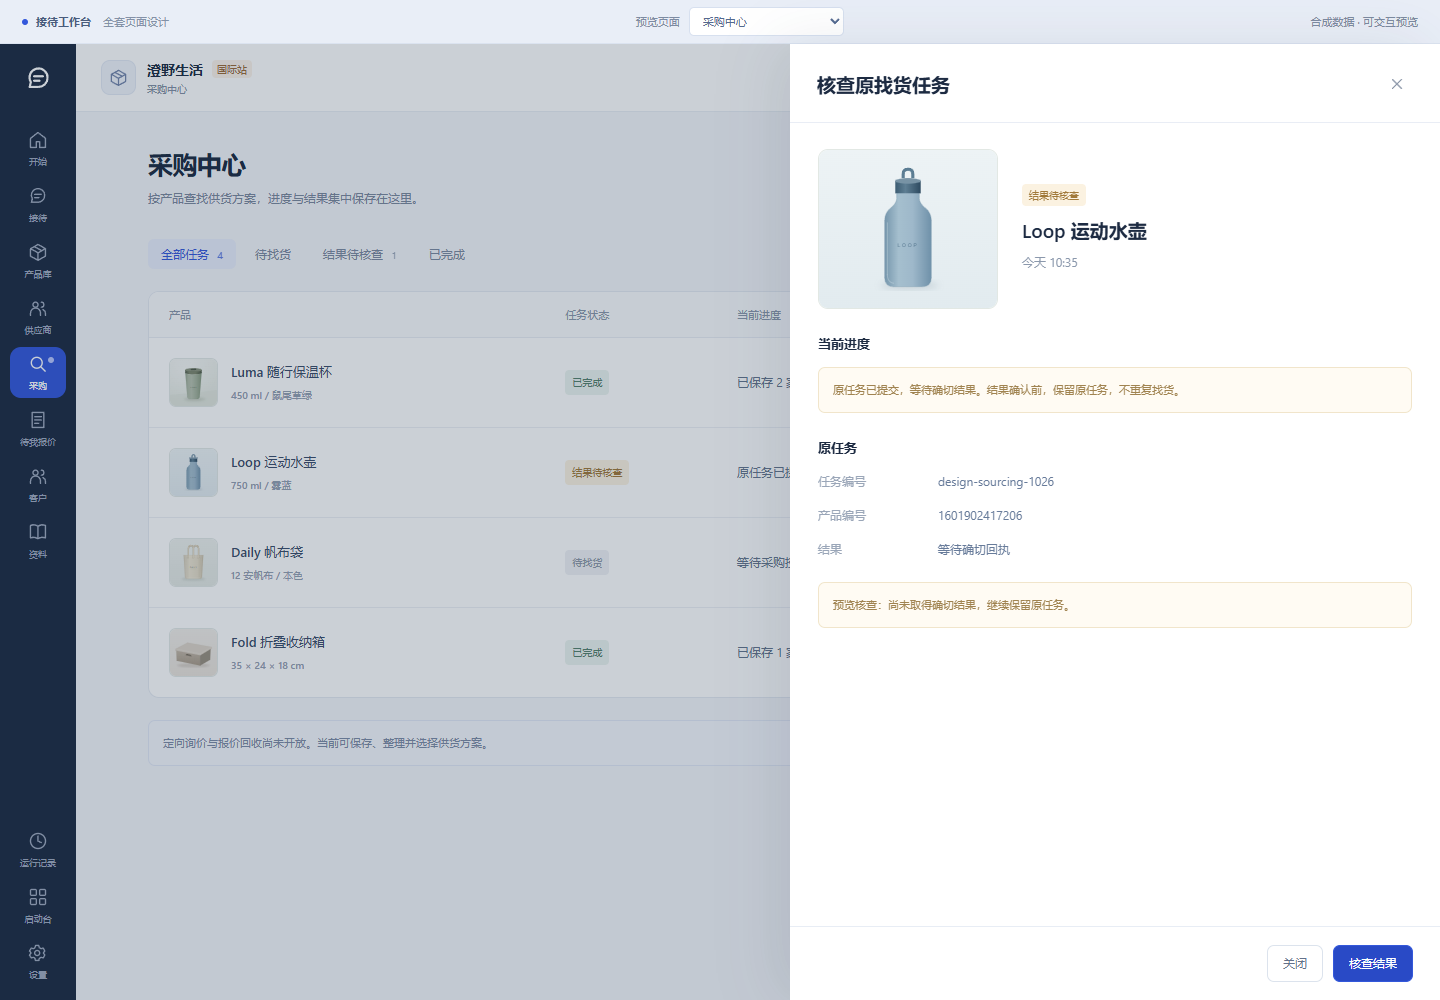 接待工作台 全套页面设计
预览页面 采购中心
合成数据 · 可交互预览
开始
接待
产品库
供应商
采购
待我报价
客户
资料
运行记录
启动台
设置
澄野生活 国际站
采购中心
采购中心
按产品查找供货方案，进度与结果集中保存在这里。
全部任务 4 待找货 结果待核查 1 已完成
产品 任务状态 当前进度
Luma 随行保温杯
450 ml / 鼠尾草绿
已完成
已保存 2
Loop 运动水壶
750 ml / 雾蓝
结果待核查
原任务已
Daily 帆布袋
12 安帆布 / 本色
待找货
等待采购
Fold 折叠收纳箱
35 × 24 × 18 cm
已完成
已保存 1
定向询价与报价回收尚未开放。当前可保存、整理并选择供货方案。
核查原找货任务
LOOP
结果待核查
Loop 运动水壶
今天 10:35
当前进度
原任务已提交，等待确切结果。结果确认前，保留原任务，不重复找货。
原任务
任务编号 design-sourcing-1026
产品编号 1601902417206
结果 等待确切回执
预览核查：尚未取得确切结果，继续保留原任务。
关闭 核查结果